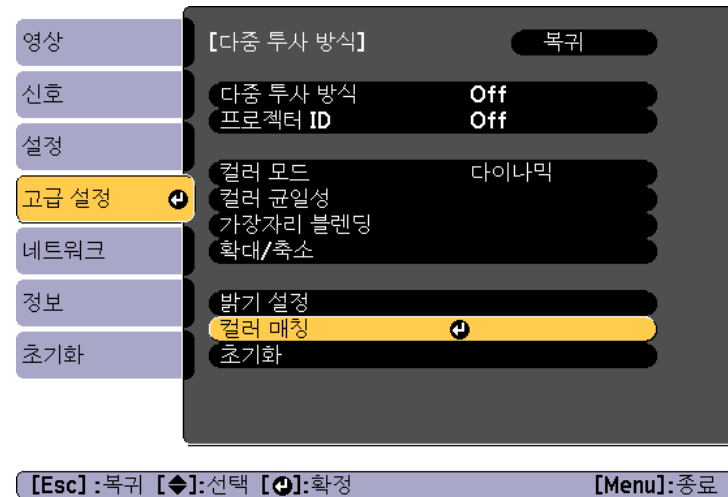 영상
신호
설정
고급 설정
네트워크
정보
초기화
[다중 투사 방식] 복귀
다중 투사 방식 Off
프로젝터 ID Off
컬러 모드 다이나믹
컬러 균일성
가장자리 블렌딩
확대/축소
밝기 설정
컬러 매칭
초기화
[Esc] :복귀 [◆]:선택 [↵]:확정 [Menu]:종료